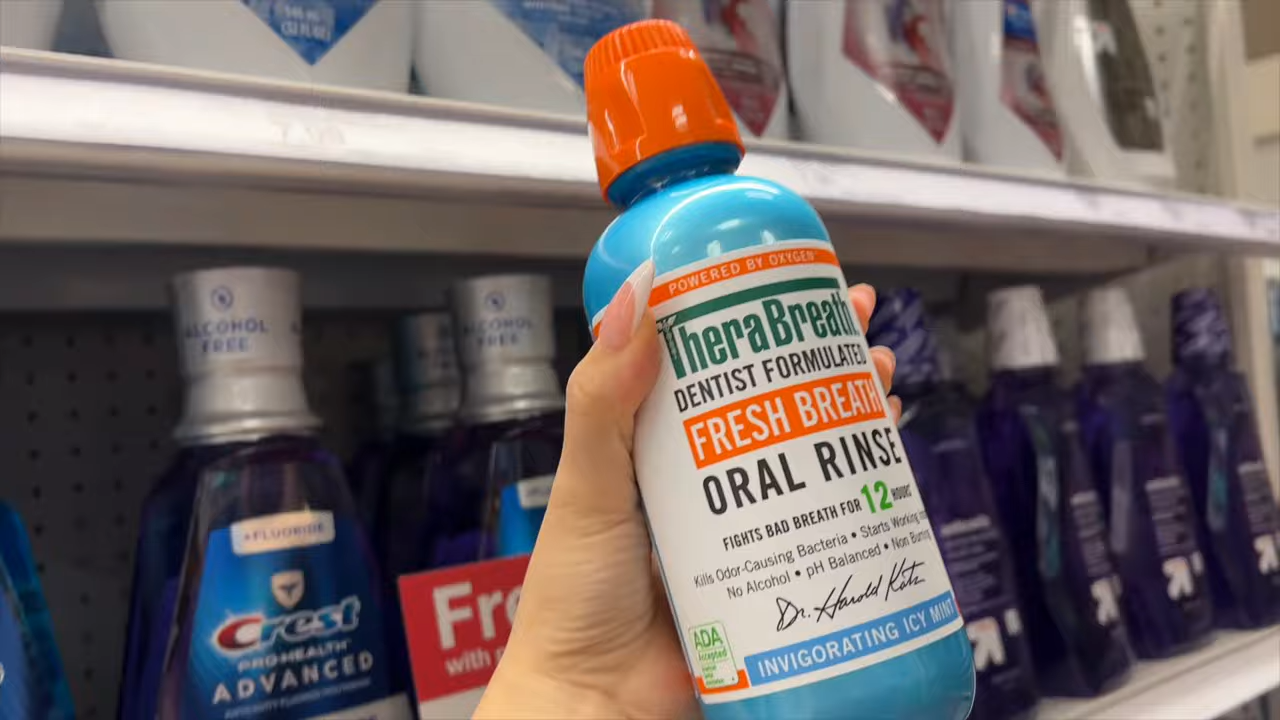 POWERED BY OXYGEN
TheraBreath
DENTIST FORMULATED
FRESH BREATH
ORAL RINSE
FIGHTS BAD BREATH FOR 12 HOURS
Kills Odor-Causing Bacteria • Starts Working
No Alcohol • pH Balanced • Non
Dr. Harold Katz
ADA
Accepted
INVIGORATING ICY MINT
ALCOHOL
FREE
ALCOHOL
FREE
+FLUORIDE
Crest
PRO-HEALTH
ADVANCED
Fre
with